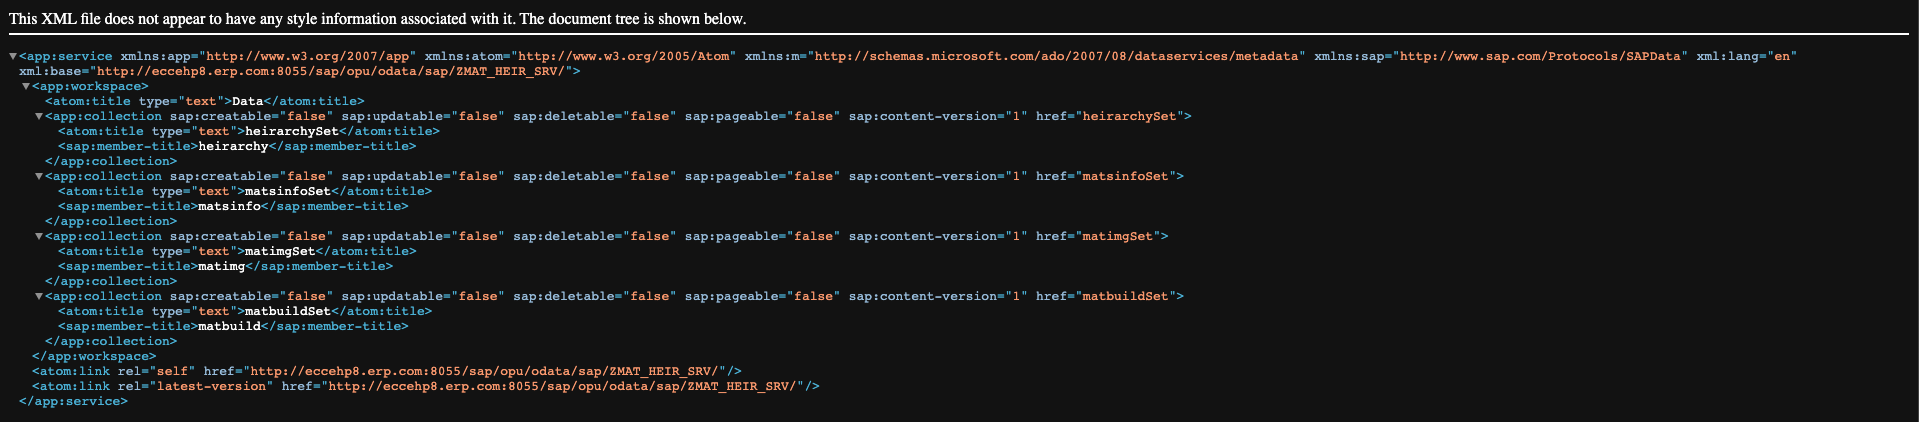 This XML file does not appear to have any style information associated with it. The document tree is shown below.
▼<app:service xmlns:app="http://www.w3.org/2007/app" xmlns:atom="http://www.w3.org/2005/Atom" xmlns:m="http://schemas.microsoft.com/ado/2007/08/dataservices/metadata" xmlns:sap="http://www.sap.com/Protocols/SAPData" xml:lang="en"
xml:base="http://eccehp8.erp.com:8055/sap/opu/odata/sap/ZMAT_HEIR_SRV/">
▼<app:workspace>
<atom:title type="text">Data</atom:title>
▼<app:collection sap:creatable="false" sap:updatable="false" sap:deletable="false" sap:pageable="false" sap:content-version="1" href="heirarchySet">
<atom:title type="text">heirarchySet</atom:title>
<sap:member-title>heirarchy</sap:member-title>
</app:collection>
▼<app:collection sap:creatable="false" sap:updatable="false" sap:deletable="false" sap:pageable="false" sap:content-version="1" href="matsinfoSet">
<atom:title type="text">matsinfoSet</atom:title>
<sap:member-title>matsinfo</sap:member-title>
</app:collection>
▼<app:collection sap:creatable="false" sap:updatable="false" sap:deletable="false" sap:pageable="false" sap:content-version="1" href="matimgSet">
<atom:title type="text">matimgSet</atom:title>
<sap:member-title>matimg</sap:member-title>
</app:collection>
▼<app:collection sap:creatable="false" sap:updatable="false" sap:deletable="false" sap:pageable="false" sap:content-version="1" href="matbuildSet">
<atom:title type="text">matbuildSet</atom:title>
<sap:member-title>matbuild</sap:member-title>
</app:collection>
</app:workspace>
<atom:link rel="self" href="http://eccehp8.erp.com:8055/sap/opu/odata/sap/ZMAT_HEIR_SRV/"/>
<atom:link rel="latest-version" href="http://eccehp8.erp.com:8055/sap/opu/odata/sap/ZMAT_HEIR_SRV/"/>
</app:service>